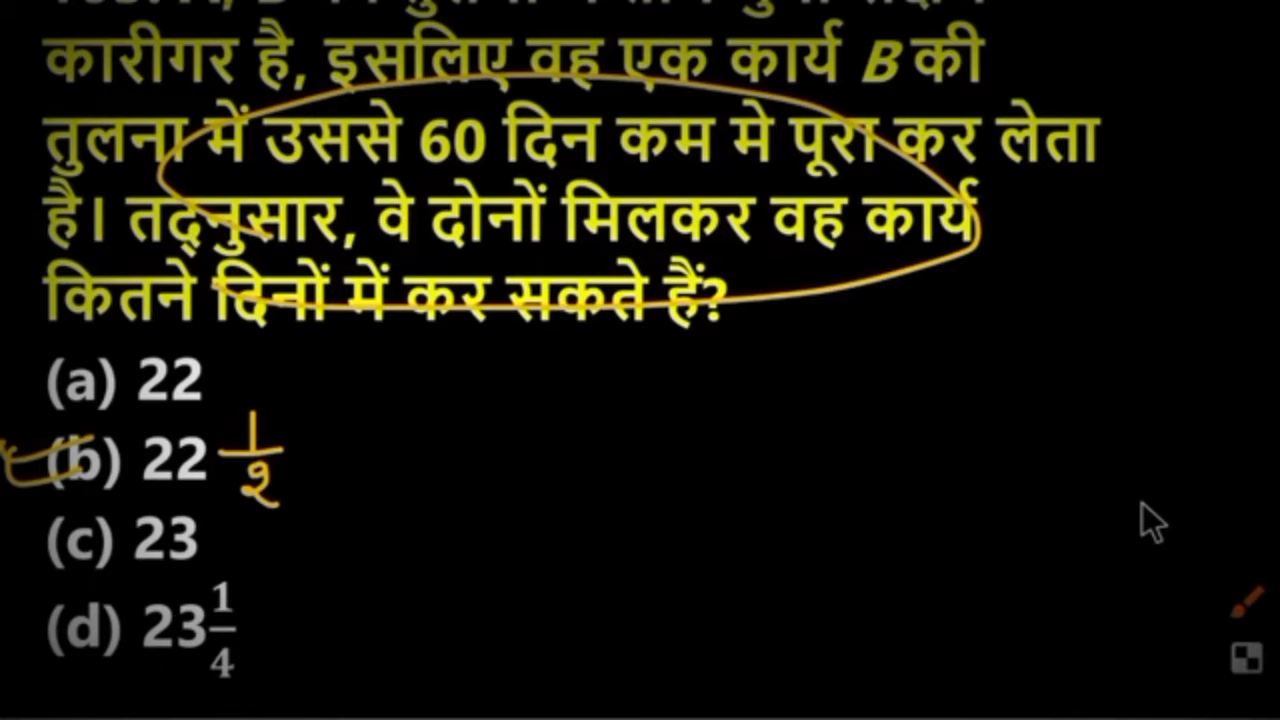 कारीगर है, इसलिए वह एक कार्य B की
तुलना में उससे 60 दिन कम मे पूरा कर लेता
है। तद्नुसार, वे दोनों मिलकर वह कार्य
कितने दिनों में कर सकते हैं?
(a) 22
(b) 22 1/2
(c) 23
(d) 23 1/4